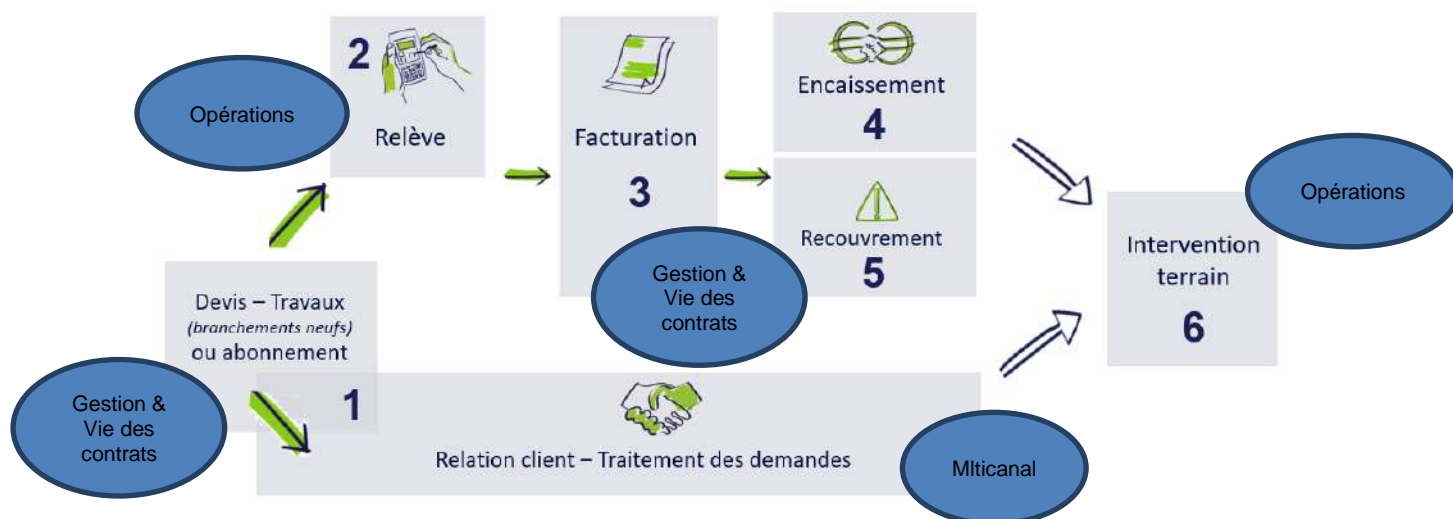 2
Relève
Opérations
Facturation
3
Encaissement
4
Recouvrement
5
Gestion &
Vie des
contrats
Opérations
Intervention
terrain
6
Devis – Travaux
(branchements neufs)
ou abonnement
1
Gestion &
Vie des
contrats
Relation client – Traitement des demandes
MIticanal